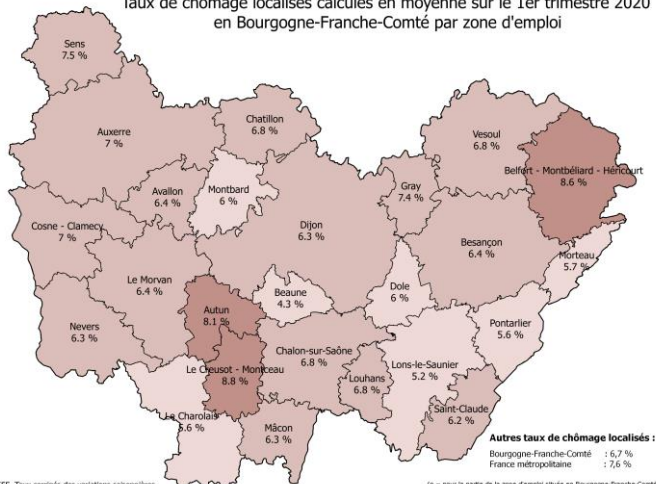 Taux de chômage localisés calculés en moyenne sur le 1er trimestre 2020
en Bourgogne-Franche-Comté par zone d'emploi
Sens
7.5 %
Auxerre
7 %
Chatillon
6.8 %
Vesoul
6.8 %
Belfort - Montbéliard - Héricourt
8.6 %
Avallon
6.4 %
Montbard
6 %
Gray
7.4 %
Cosne - Clamecy
7 %
Dijon
6.3 %
Besançon
6.4 %
Morteau
5.7 %
Le Morvan
6.4 %
Beaune
4.3 %
Dole
6 %
Autun
8.1 %
Pontarlier
5.6 %
Nevers
6.3 %
Chalon-sur-Saône
6.8 %
Lons-le-Saunier
5.2 %
Le Creusot - Montceau
8.8 %
Louhans
6.8 %
Le Charolais
5.6 %
Saint-Claude
6.2 %
Mâcon
6.3 %
Autres taux de chômage localisés :
Bourgogne-Franche-Comté : 6,7 %
France métropolitaine : 7,6 %